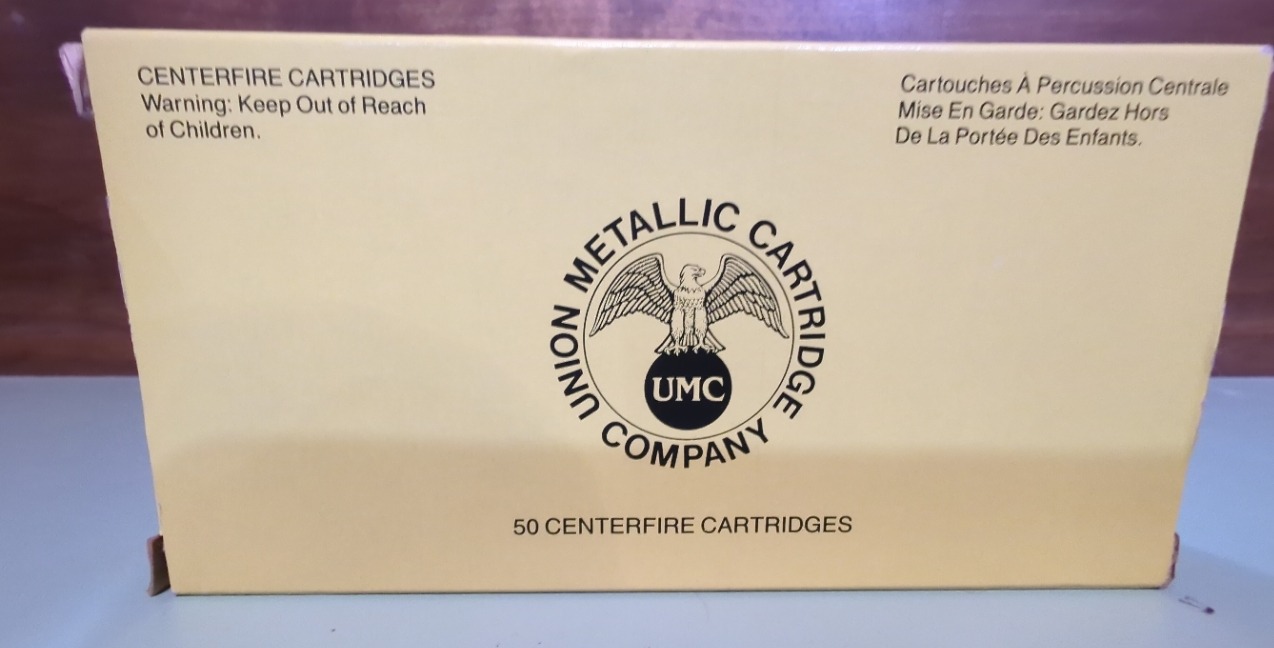 CENTERFIRE CARTRIDGES
Warning: Keep Out of Reach
of Children.
Cartouches À Percussion Centrale
Mise En Garde: Gardez Hors
De La Portée Des Enfants.
UNION METALLIC CARTRIDGE COMPANY
UMC
50 CENTERFIRE CARTRIDGES